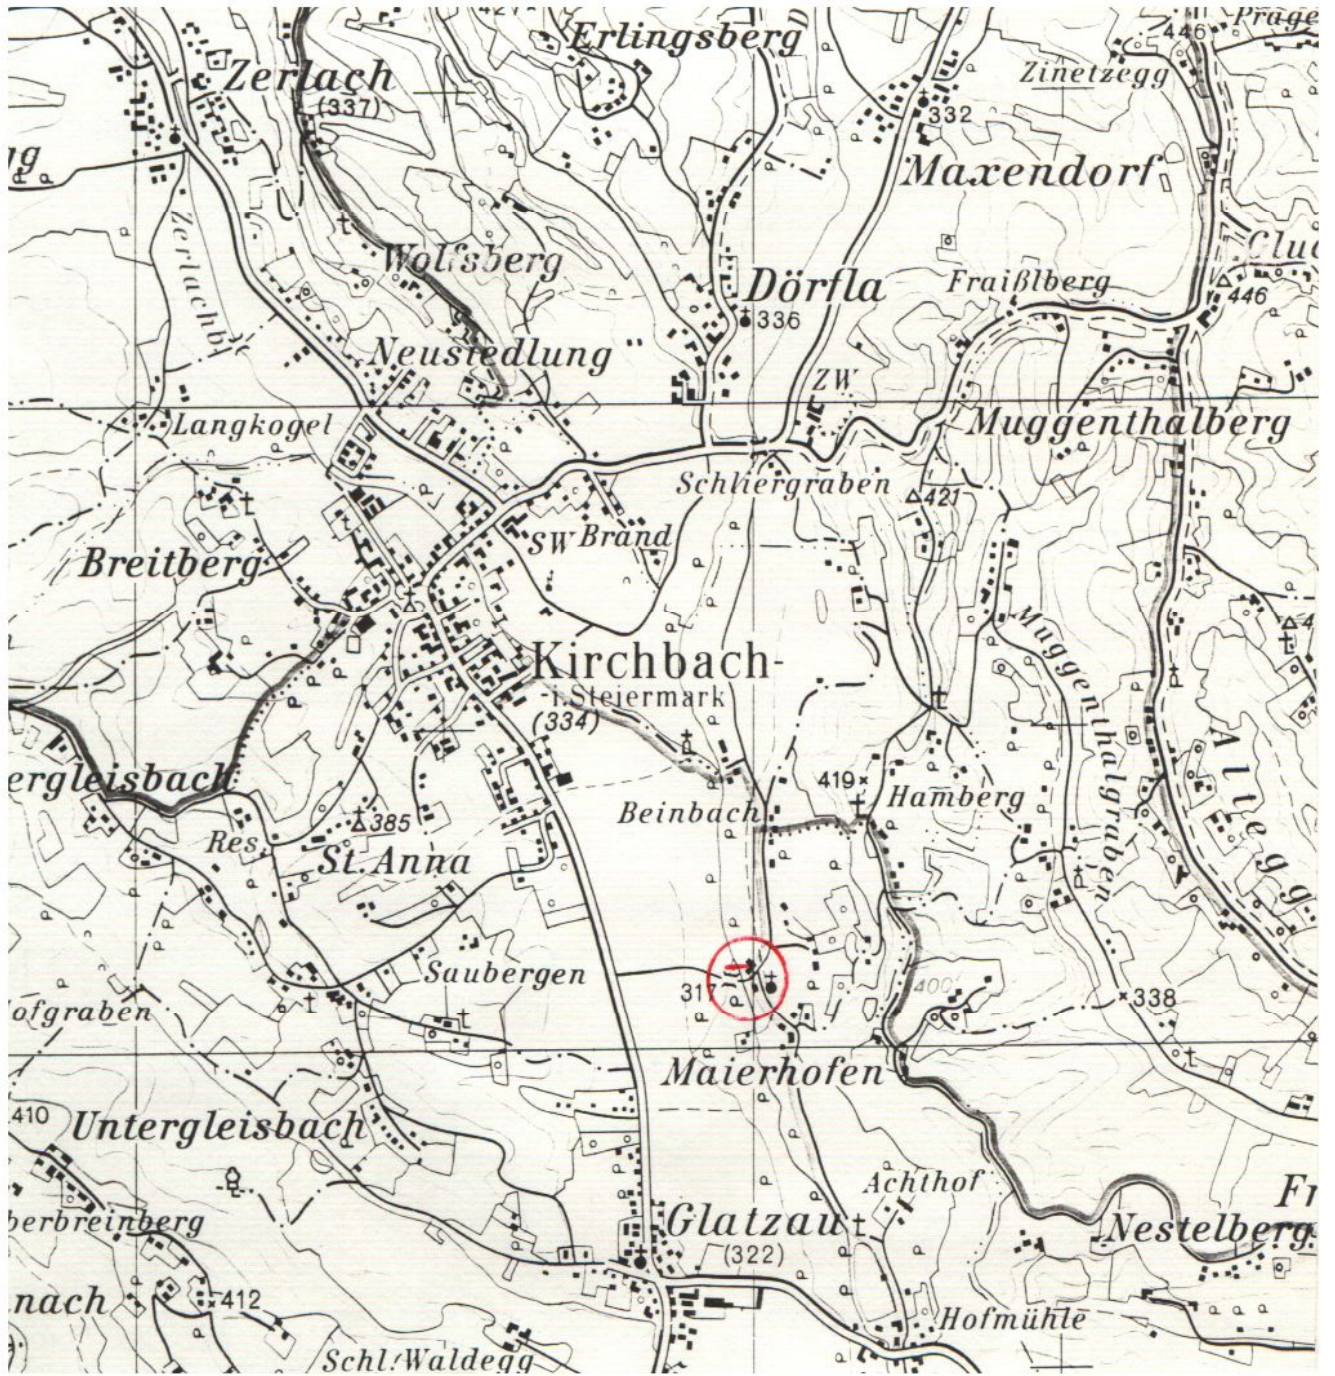 Erlingsberg
446
Zerlach
(337)
Zinetzegg
332
Maxendorf
Zerlachb.
Wolfsberg
Dörfla
336
Fraißlberg
446
Neusiedlung
ZW
Langkogel
Muggenthalberg
Schliergraben
421
SW
Brand
Breitberg
Kirchbach-
i.Steiermark
(334)
Muggenthalgraben
Altegg
ergleisbach
419
Hamberg
Beinbach
Res.
385
St.Anna
Saubergen
317
400
338
ofgraben
Maierhofen
410
Untergleisbach
Achthof
berbreinberg
Glatzau
(322)
Nestelberg
nach
412
Hofmühle
Schl.Waldegg